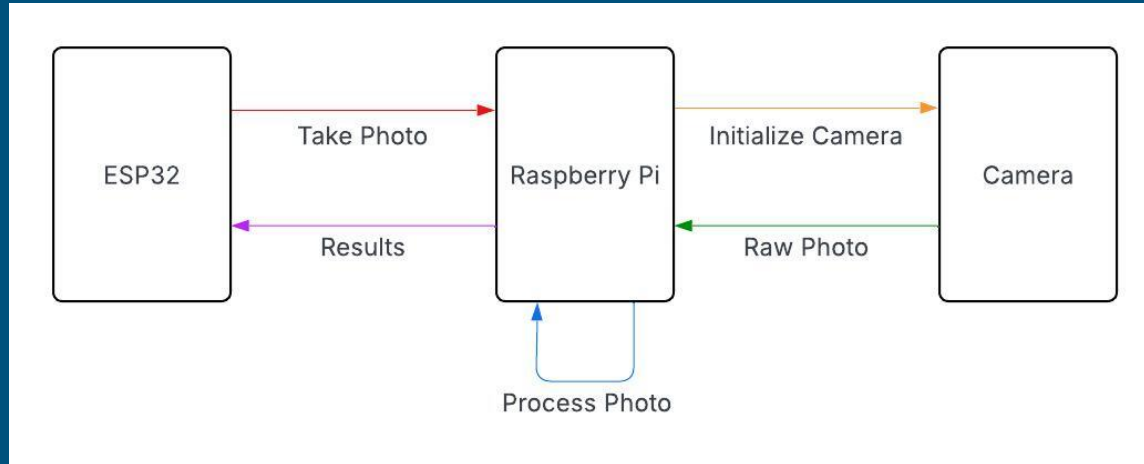 Take Photo
Initialize Camera
ESP32
Raspberry Pi
Camera
Results
Raw Photo
Process Photo